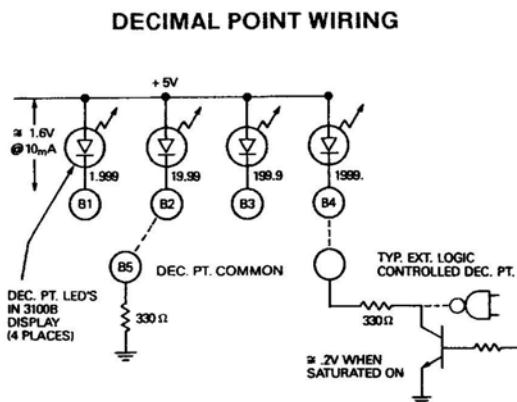 DECIMAL POINT WIRING
+ 5V
≅ 1.6V
@ 10mA
1.999
19.99
199.9
1999.
B1
B2
B3
B4
B5
DEC. PT. COMMON
TYP. EXT. LOGIC
CONTROLLED DEC. PT.
DEC. PT. LED'S
IN 3100B
DISPLAY
(4 PLACES)
330 Ω
330Ω
≅ .2V WHEN
SATURATED ON